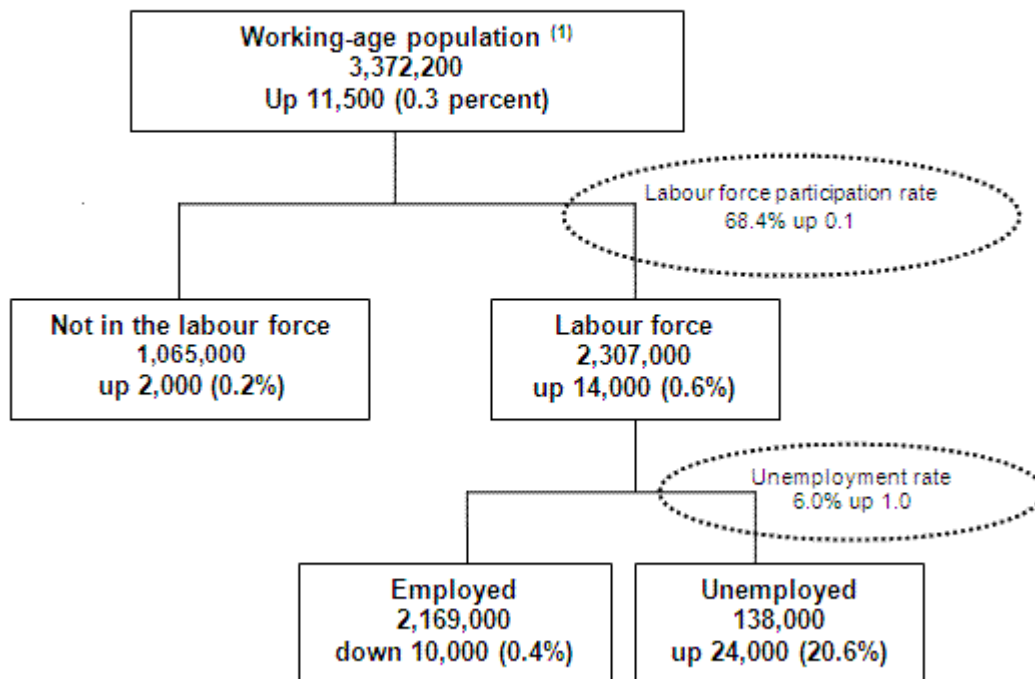 Working-age population (1)
3,372,200
Up 11,500 (0.3 percent)
Labour force participation rate
68.4% up 0.1
Not in the labour force
1,065,000
up 2,000 (0.2%)
Labour force
2,307,000
up 14,000 (0.6%)
Unemployment rate
6.0% up 1.0
Employed
2,169,000
down 10,000 (0.4%)
Unemployed
138,000
up 24,000 (20.6%)